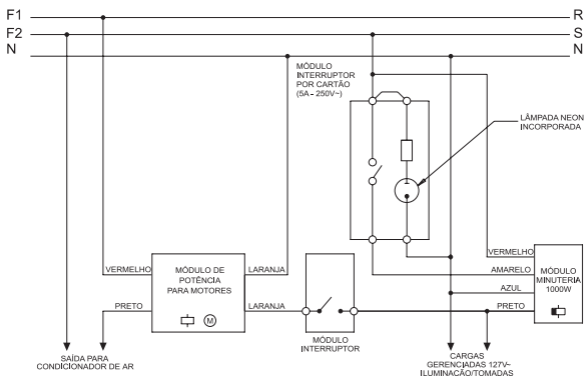 F1
R
F2
S
N
N
MÓDULO
INTERRUPTOR
POR CARTÃO
(5A - 250V~)
LÂMPADA NEON
INCORPORADA
VERMELHO
MÓDULO DE
POTÊNCIA
PARA MOTORES
LARANJA
VERMELHO
AMARELO
MÓDULO
MINUTERIA
1000W
AZUL
PRETO
M
LARANJA
PRETO
MÓDULO
INTERRUPTOR
SAÍDA PARA
CONDICIONADOR DE AR
CARGAS
GERENCIADAS 127V~
ILUMINAÇÃO/TOMADAS